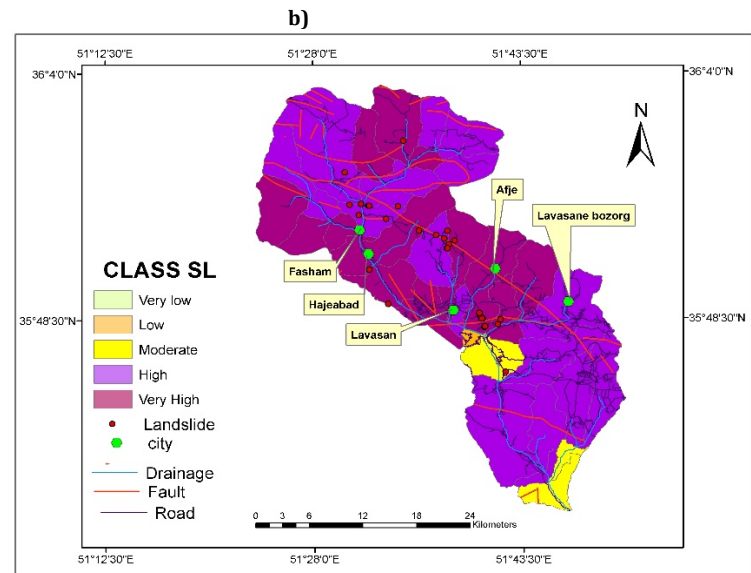 b)
51°12'30"E 51°28'0"E 51°43'30"E
36°4'0"N 36°4'0"N
N
Afje
Lavasane bozorg
Fasham
Hajeabad
Lavasan
35°48'30"N 35°48'30"N
CLASS SL
Very low
Low
Moderate
High
Very High
Landslide
city
Drainage
Fault
Road
0 3 6 12 18 24
Kilometers
51°12'30"E 51°28'0"E 51°43'30"E